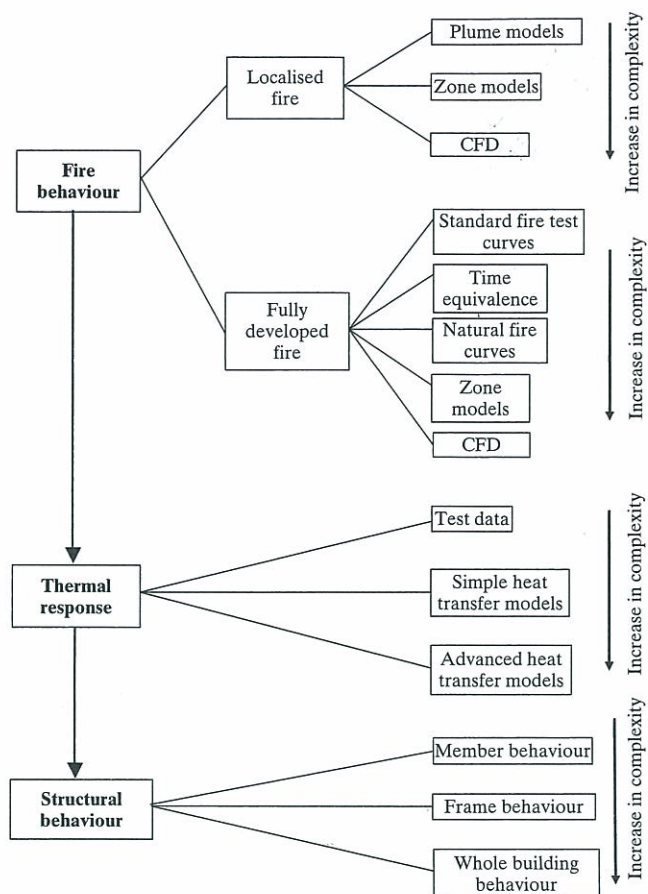 Plume models
Localised
fire
Zone models
CFD
Increase in complexity
Fire
behaviour
Standard fire test
curves
Time
equivalence
Fully
developed
fire
Natural fire
curves
Zone
models
CFD
Increase in complexity
Test data
Thermal
response
Simple heat
transfer models
Advanced heat
transfer models
Increase in complexity
Member behaviour
Structural
behaviour
Frame behaviour
Whole building
behaviour
Increase in complexity